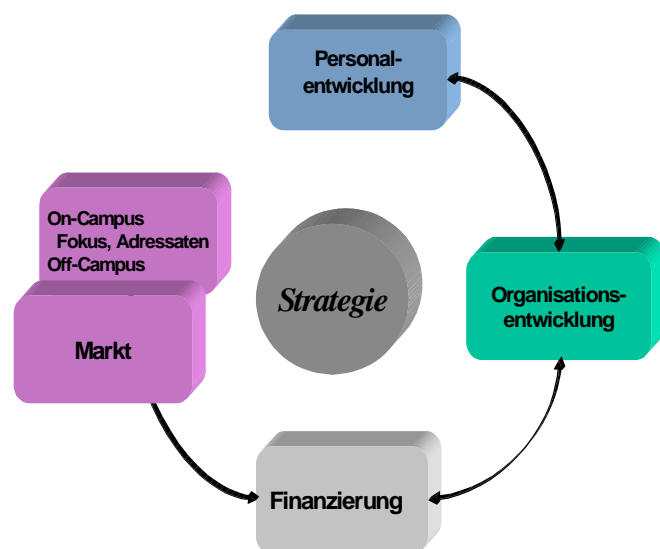 Personal-
entwicklung
On-Campus
Fokus, Adressaten
Off-Campus
Strategie
Organisations-
entwicklung
Markt
Finanzierung